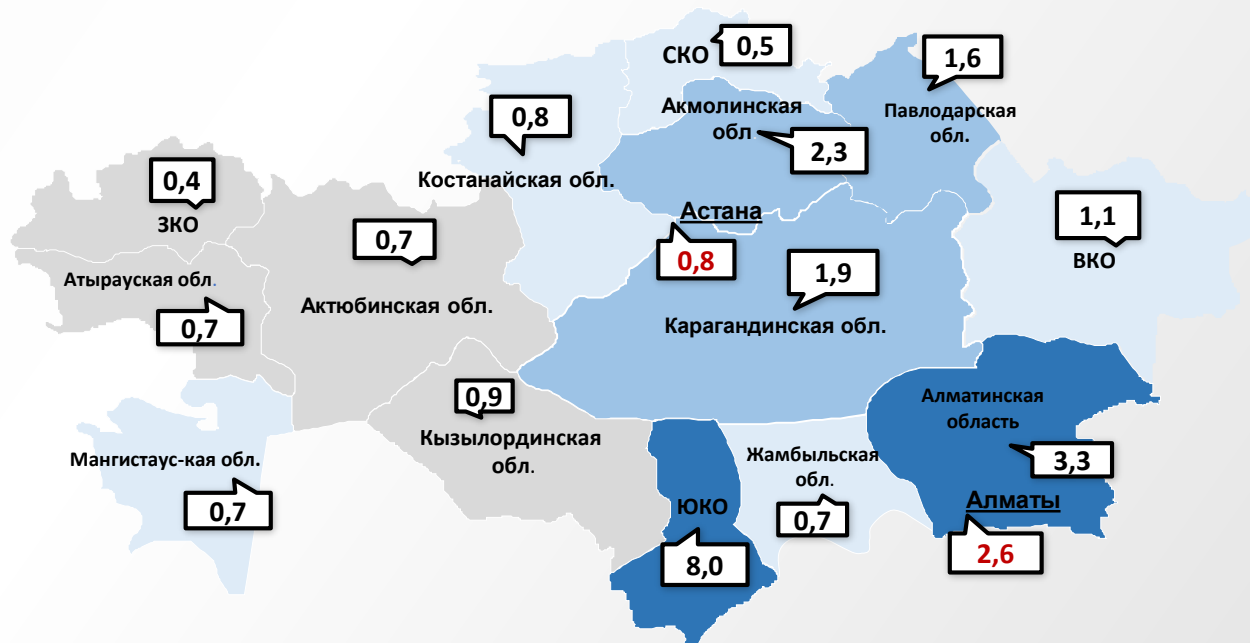 СКО
0,5
1,6
Акмолинская
обл
Павлодарская
обл.
0,8
2,3
Костанайская обл.
0,4
ЗКО
Астана
0,8
1,1
ВКО
0,7
Атырауская обл.
0,7
Актюбинская обл.
1,9
Карагандинская обл.
0,9
Кызылординская
обл.
Алматинская
область
3,3
Мангистаус-кая обл.
0,7
Жамбыльская
обл.
0,7
ЮКО
8,0
Алматы
2,6